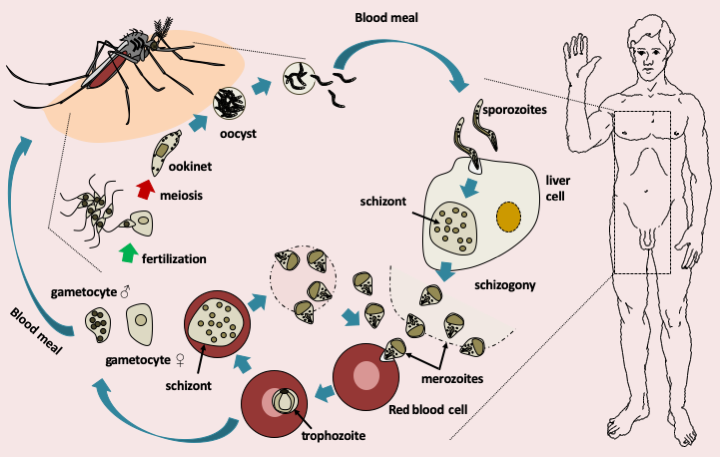 Blood meal
sporozoites
oocyst
ookinet
liver
cell
meiosis
schizont
fertilization
schizogony
gametocyte ♂
Blood meal
gametocyte ♀
merozoites
schizont
Red blood cell
trophozoite